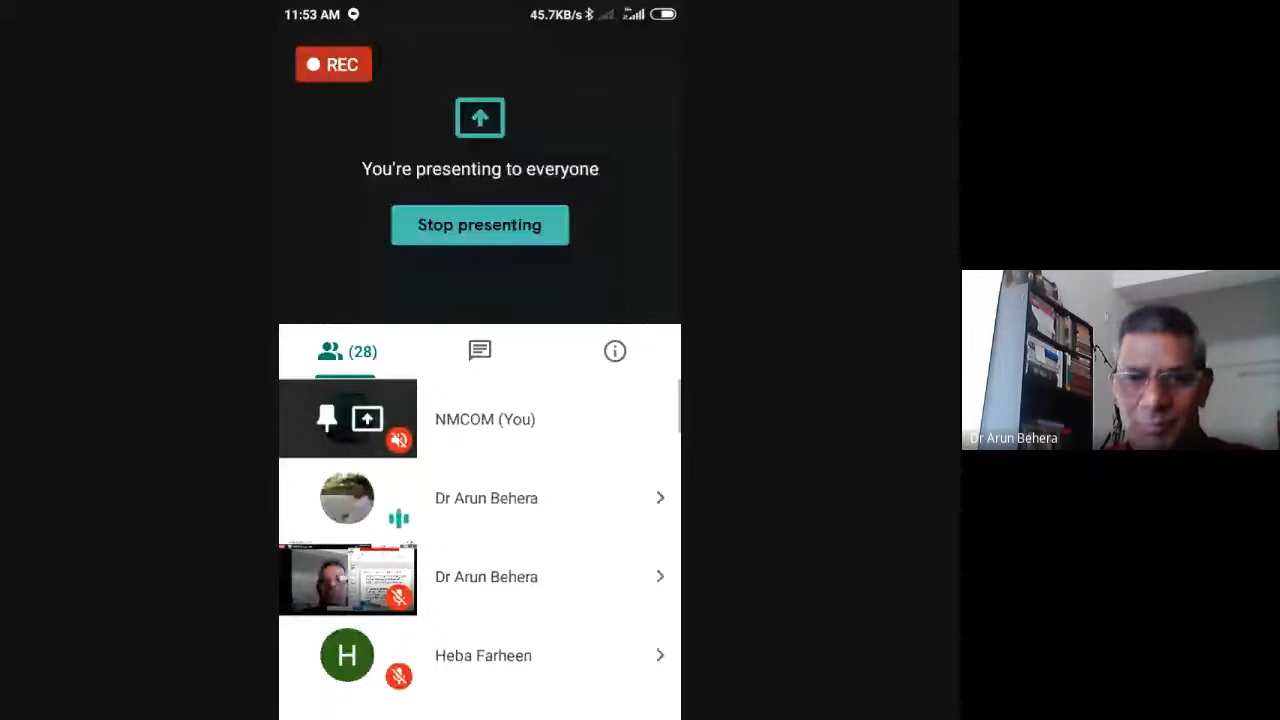 11:53 AM
45.7KB/s
REC
You're presenting to everyone
Stop presenting
(28)
NMCOM (You)
Dr Arun Behera
Dr Arun Behera
H
Heba Farheen
Dr Arun Behera